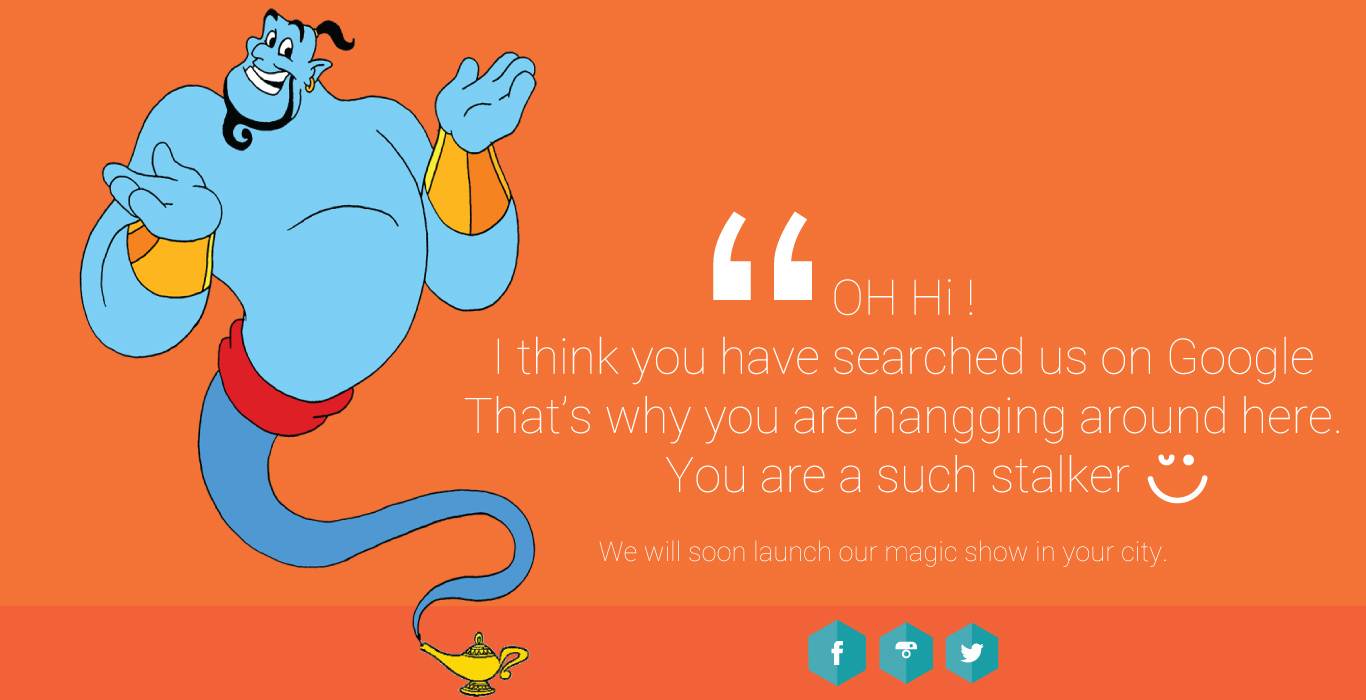 “ OH Hi !
I think you have searched us on Google
That's why you are hangging around here.
You are a such stalker
We will soon launch our magic show in your city.